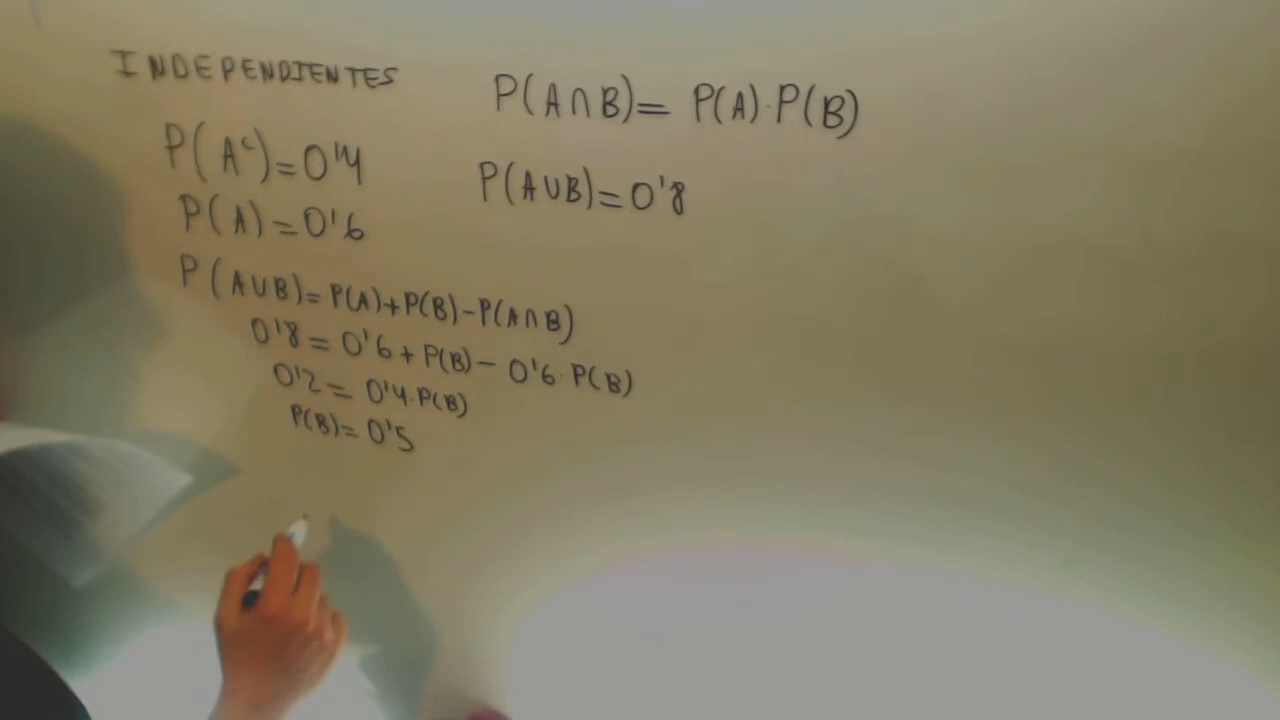 INDEPENDIENTES
P(A∩B)= P(A)·P(B)
P(Aᶜ)=0'4
P(A∪B)=0'8
P(A)=0'6
P(A∪B)=P(A)+P(B)-P(A∩B)
0'8=0'6+P(B)-0'6·P(B)
0'2=0'4·P(B)
P(B)=0'5